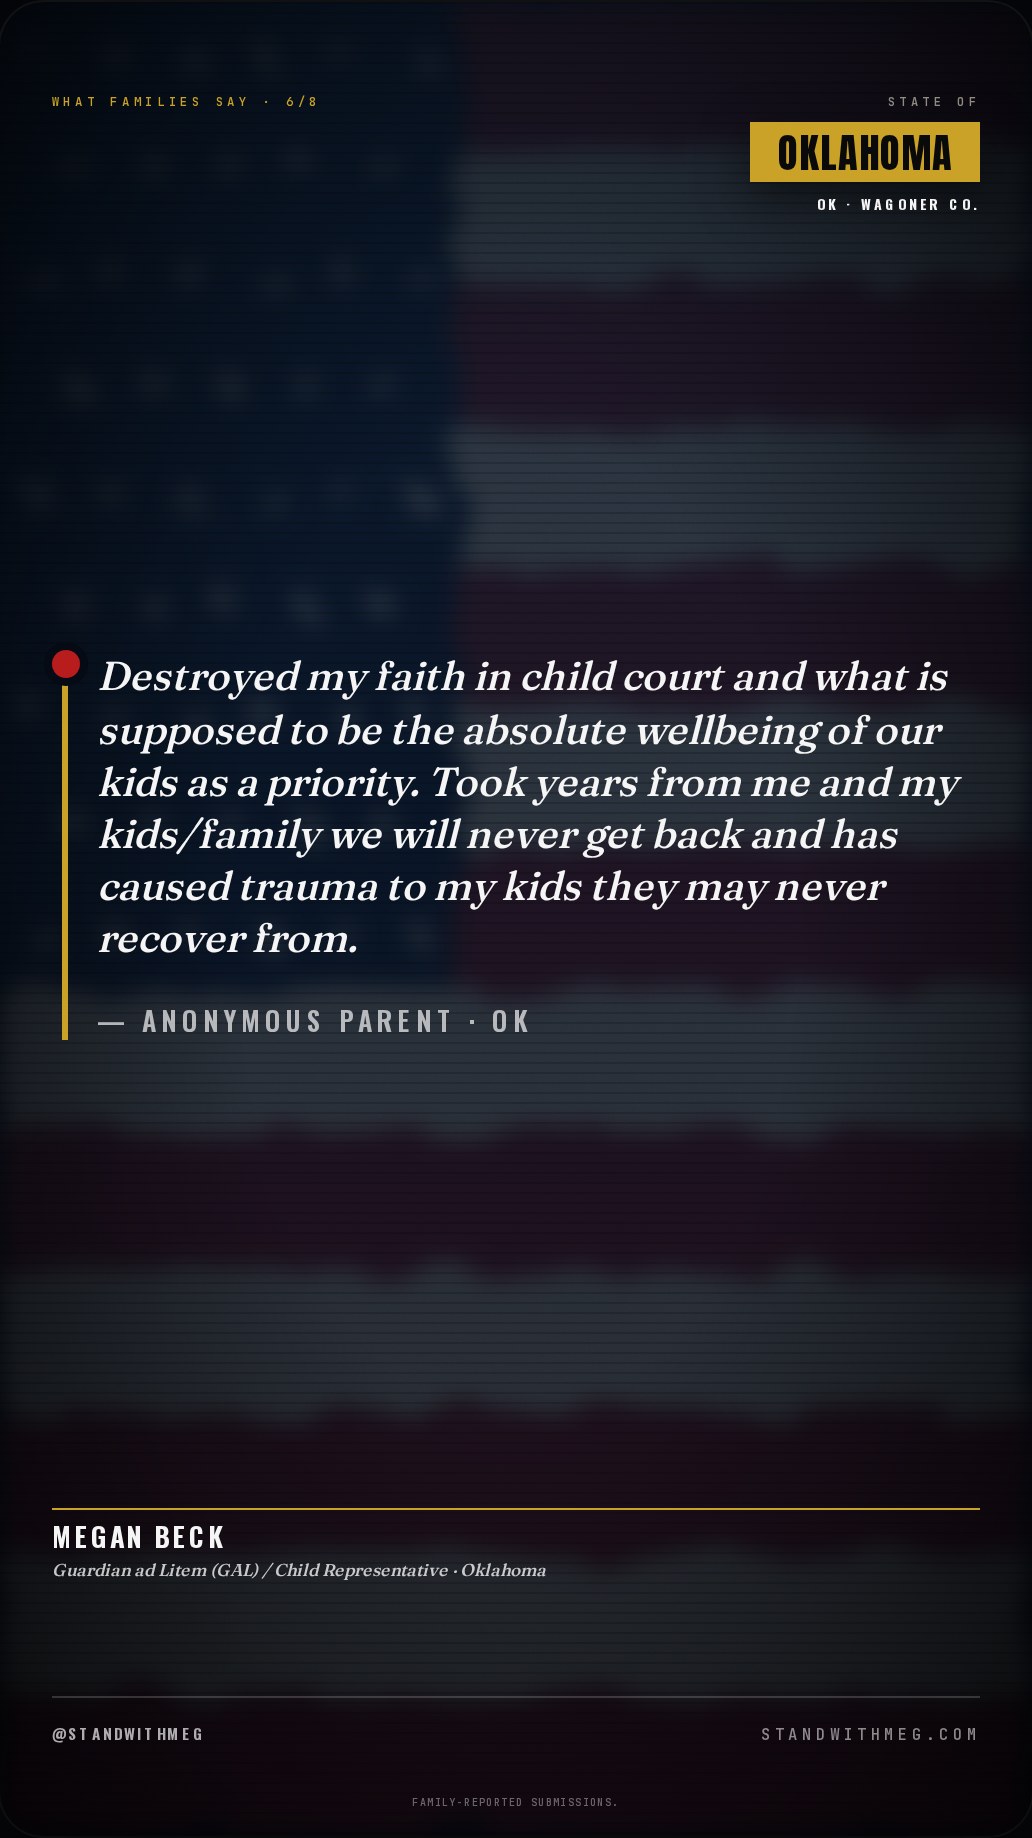 WHAT FAMILIES SAY · 6/8
STATE OF
OKLAHOMA
OK · WAGONER CO.
Destroyed my faith in child court and what is
supposed to be the absolute wellbeing of our
kids as a priority. Took years from me and my
kids/family we will never get back and has
caused trauma to my kids they may never
recover from.
— ANONYMOUS PARENT · OK
MEGAN BECK
Guardian ad Litem (GAL) / Child Representative · Oklahoma
@STANDWITHMEG
STANDWITHMEG.COM
FAMILY-REPORTED SUBMISSIONS.